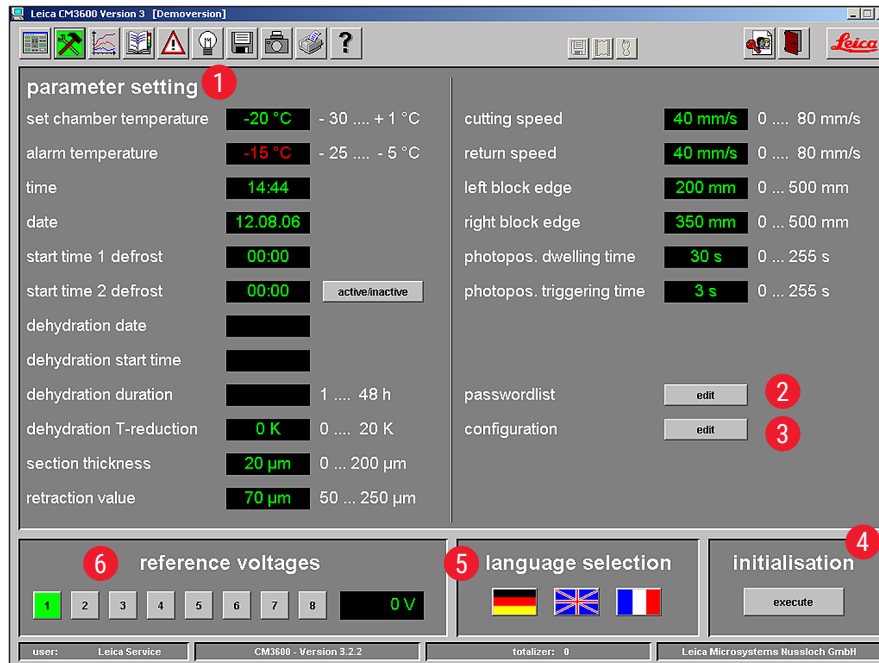 Leica CM3600 Version 3 [Demoversion]
?
Leica
parameter setting 1
set chamber temperature -20 °C - 30 .... + 1 °C
alarm temperature -15 °C - 25 .... - 5 °C
time 14:44
date 12.08.06
start time 1 defrost 00:00
start time 2 defrost 00:00 active/inactive
dehydration date
dehydration start time
dehydration duration 1 .... 48 h
dehydration T-reduction 0 K 0 .... 20 K
section thickness 20 µm 0 ... 200 µm
retraction value 70 µm 50 ... 250 µm
cutting speed 40 mm/s 0 .... 80 mm/s
return speed 40 mm/s 0 .... 80 mm/s
left block edge 200 mm 0 ... 500 mm
right block edge 350 mm 0 ... 500 mm
photopos. dwelling time 30 s 0 ... 255 s
photopos. triggering time 3 s 0 ... 255 s
passwordlist edit 2
configuration edit 3
6 reference voltages
1 2 3 4 5 6 7 8 0 V
5 language selection
4
initialisation
execute
user: Leica Service CM3600 - Version 3.2.2 totalizer: 0 Leica Microsystems Nussloch GmbH